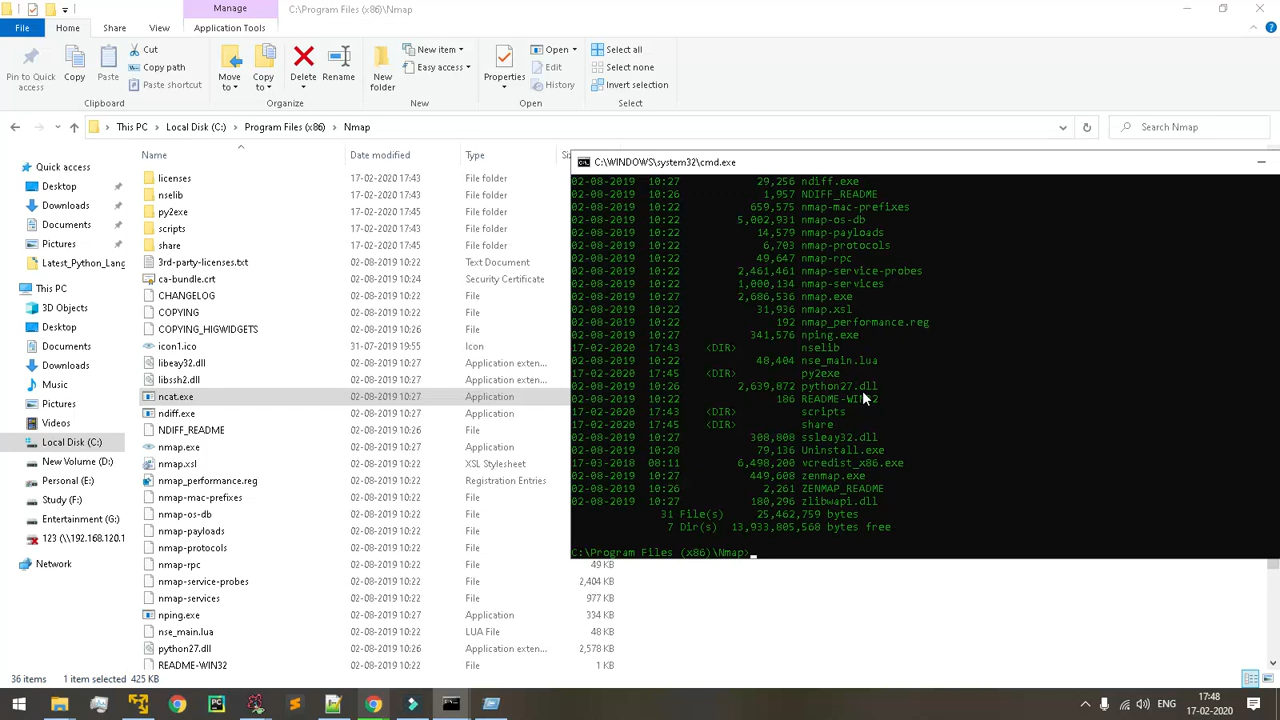 Manage
C:\Program Files (x86)\Nmap
File
Home
Share
View
Application Tools
Pin to Quick access
Copy
Paste
Cut
Copy path
Paste shortcut
Clipboard
Move to
Copy to
Delete
Rename
Organize
New folder
New item
Easy access
New
Properties
Open
Edit
History
Open
Select all
Select none
Invert selection
Select
This PC
Local Disk (C:)
Program Files (x86)
Nmap
Search Nmap
Quick access
Desktop
Downloads
Documents
Pictures
Latest_Python_Lang
This PC
3D Objects
Desktop
Documents
Downloads
Music
Pictures
Videos
Local Disk (C:)
New Volume (D:)
Personal (E:)
Study (F:)
Entertainment (G:)
123 (\\192.168.120.1
Network
Name Date modified Type Si
licenses 17-02-2020 17:43 File folder
nselib 17-02-2020 17:43 File folder
py2exe 17-02-2020 17:45 File folder
scripts 17-02-2020 17:43 File folder
share 17-02-2020 17:45 File folder
3rd-party-licenses.txt 02-08-2019 10:22 Text Document
ca-bundle.crt 02-08-2019 10:22 Security Certificate
CHANGELOG 02-08-2019 10:22 File
COPYING 02-08-2019 10:22 File
COPYING_HIGWIDGETS 02-08-2019 10:26 File
icon1.ico 31-07-2019 19:55 Icon
libeay32.dll 02-08-2019 10:27 Application exten...
libssh2.dll 02-08-2019 10:27 Application exten...
ncat.exe 02-08-2019 10:27 Application
ndiff.exe 02-08-2019 10:27 Application
NDIFF_README 02-08-2019 10:26 File
nmap.exe 02-08-2019 10:27 Application
nmap.xsl 02-08-2019 10:22 XSL Stylesheet
nmap_performance.reg 02-08-2019 10:22 Registration Entries
nmap-mac-prefixes 02-08-2019 10:22 File
nmap-os-db 02-08-2019 10:22 File
nmap-payloads 02-08-2019 10:22 File
nmap-protocols 02-08-2019 10:22 File
nmap-rpc 02-08-2019 10:22 File 49 KB
nmap-service-probes 02-08-2019 10:22 File 2,404 KB
nmap-services 02-08-2019 10:22 File 977 KB
nping.exe 02-08-2019 10:27 Application 334 KB
nse_main.lua 02-08-2019 10:22 LUA File 48 KB
python27.dll 02-08-2019 10:26 Application exten... 2,578 KB
README-WIN32 02-08-2019 10:22 File 1 KB
C:\WINDOWS\system32\cmd.exe
02-08-2019 10:27 29,256 ndiff.exe
02-08-2019 10:26 1,957 NDIFF_README
02-08-2019 10:22 659,575 nmap-mac-prefixes
02-08-2019 10:22 5,002,931 nmap-os-db
02-08-2019 10:22 14,579 nmap-payloads
02-08-2019 10:22 6,703 nmap-protocols
02-08-2019 10:22 49,647 nmap-rpc
02-08-2019 10:22 2,461,461 nmap-service-probes
02-08-2019 10:22 1,000,134 nmap-services
02-08-2019 10:27 2,686,536 nmap.exe
02-08-2019 10:22 31,936 nmap.xsl
02-08-2019 10:22 192 nmap_performance.reg
02-08-2019 10:27 341,576 nping.exe
17-02-2020 17:43 <DIR> nselib
02-08-2019 10:22 48,404 nse_main.lua
17-02-2020 17:45 <DIR> py2exe
02-08-2019 10:26 2,639,872 python27.dll
02-08-2019 10:22 186 README-WIN32
17-02-2020 17:43 <DIR> scripts
17-02-2020 17:45 <DIR> share
02-08-2019 10:27 308,808 ssleay32.dll
02-08-2019 10:28 79,136 Uninstall.exe
17-03-2018 08:11 6,498,200 vcredist_x86.exe
02-08-2019 10:27 449,608 zenmap.exe
02-08-2019 10:26 2,261 ZENMAP_README
02-08-2019 10:27 180,296 zlibwapi.dll
31 File(s) 25,462,759 bytes
7 Dir(s) 13,933,805,568 bytes free
C:\Program Files (x86)\Nmap>
36 items 1 item selected 425 KB
ENG
17:48
17-02-2020